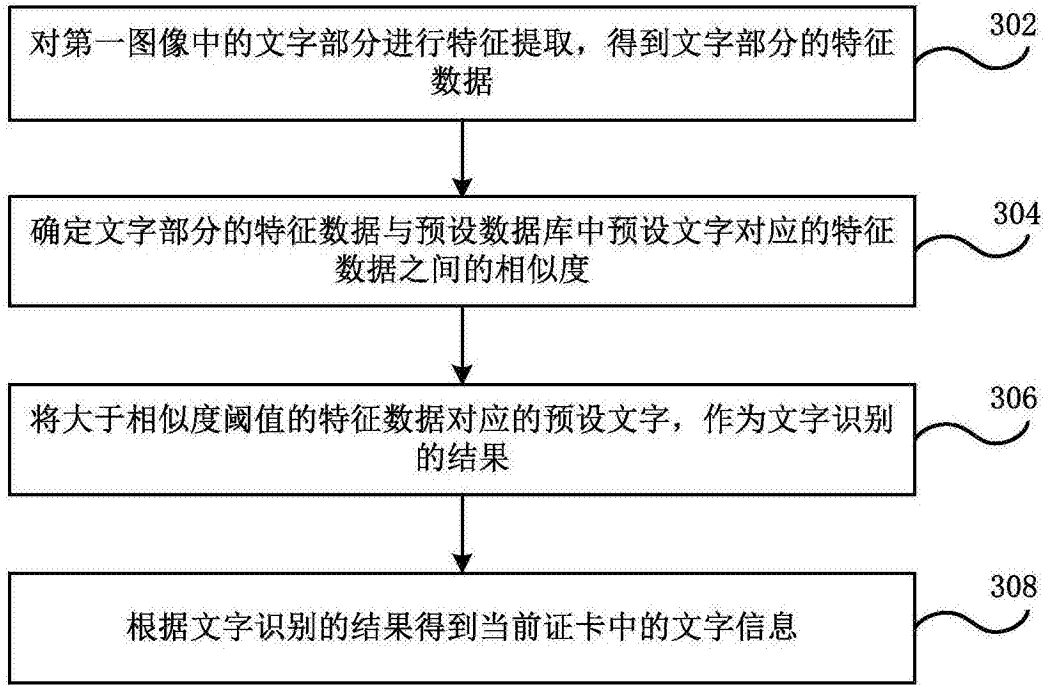 对第一图像中的文字部分进行特征提取，得到文字部分的特征
数据
302
确定文字部分的特征数据与预设数据库中预设文字对应的特征
数据之间的相似度
304
将大于相似度阈值的特征数据对应的预设文字，作为文字识别
的结果
306
根据文字识别的结果得到当前证卡中的文字信息
308